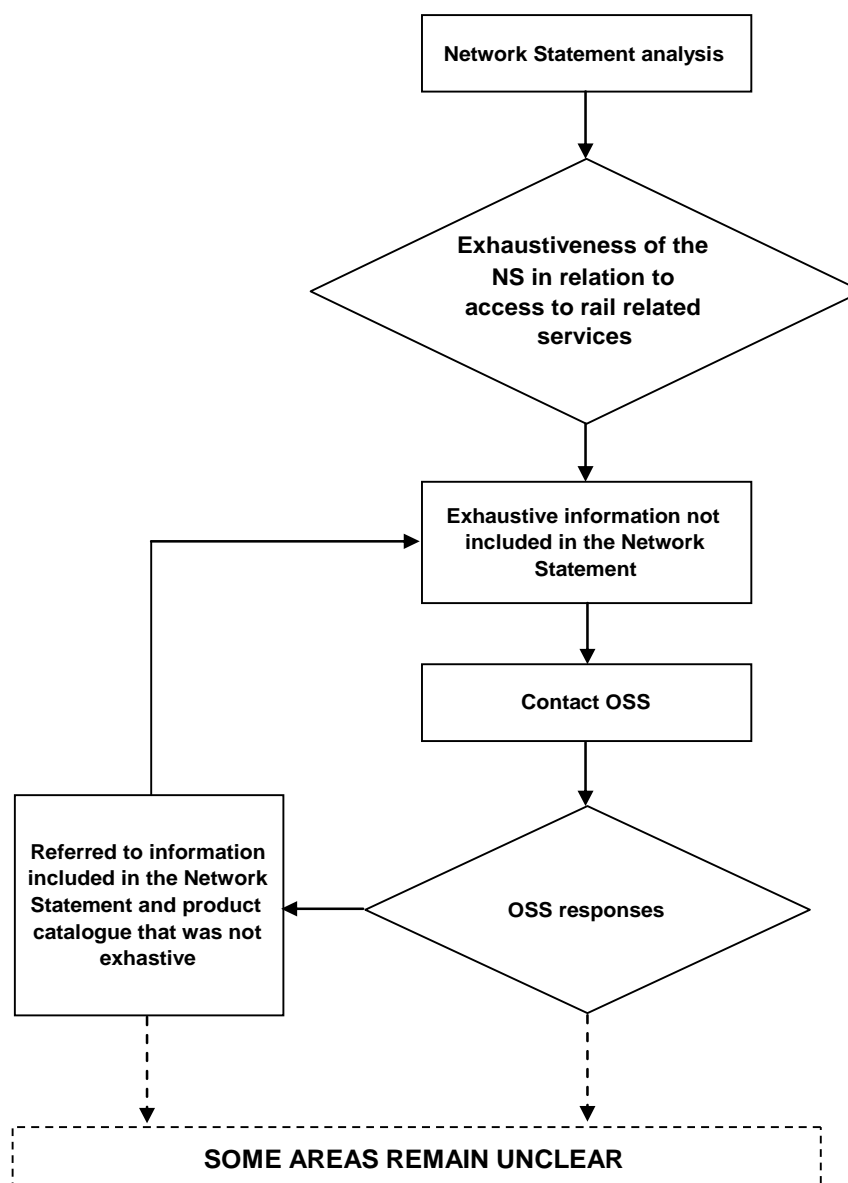 Network Statement analysis
Exhaustiveness of the
NS in relation to
access to rail related
services
Exhaustive information not
included in the Network
Statement
Contact OSS
Referred to information
included in the Network
Statement and product
catalogue that was not
exhastive
OSS responses
SOME AREAS REMAIN UNCLEAR